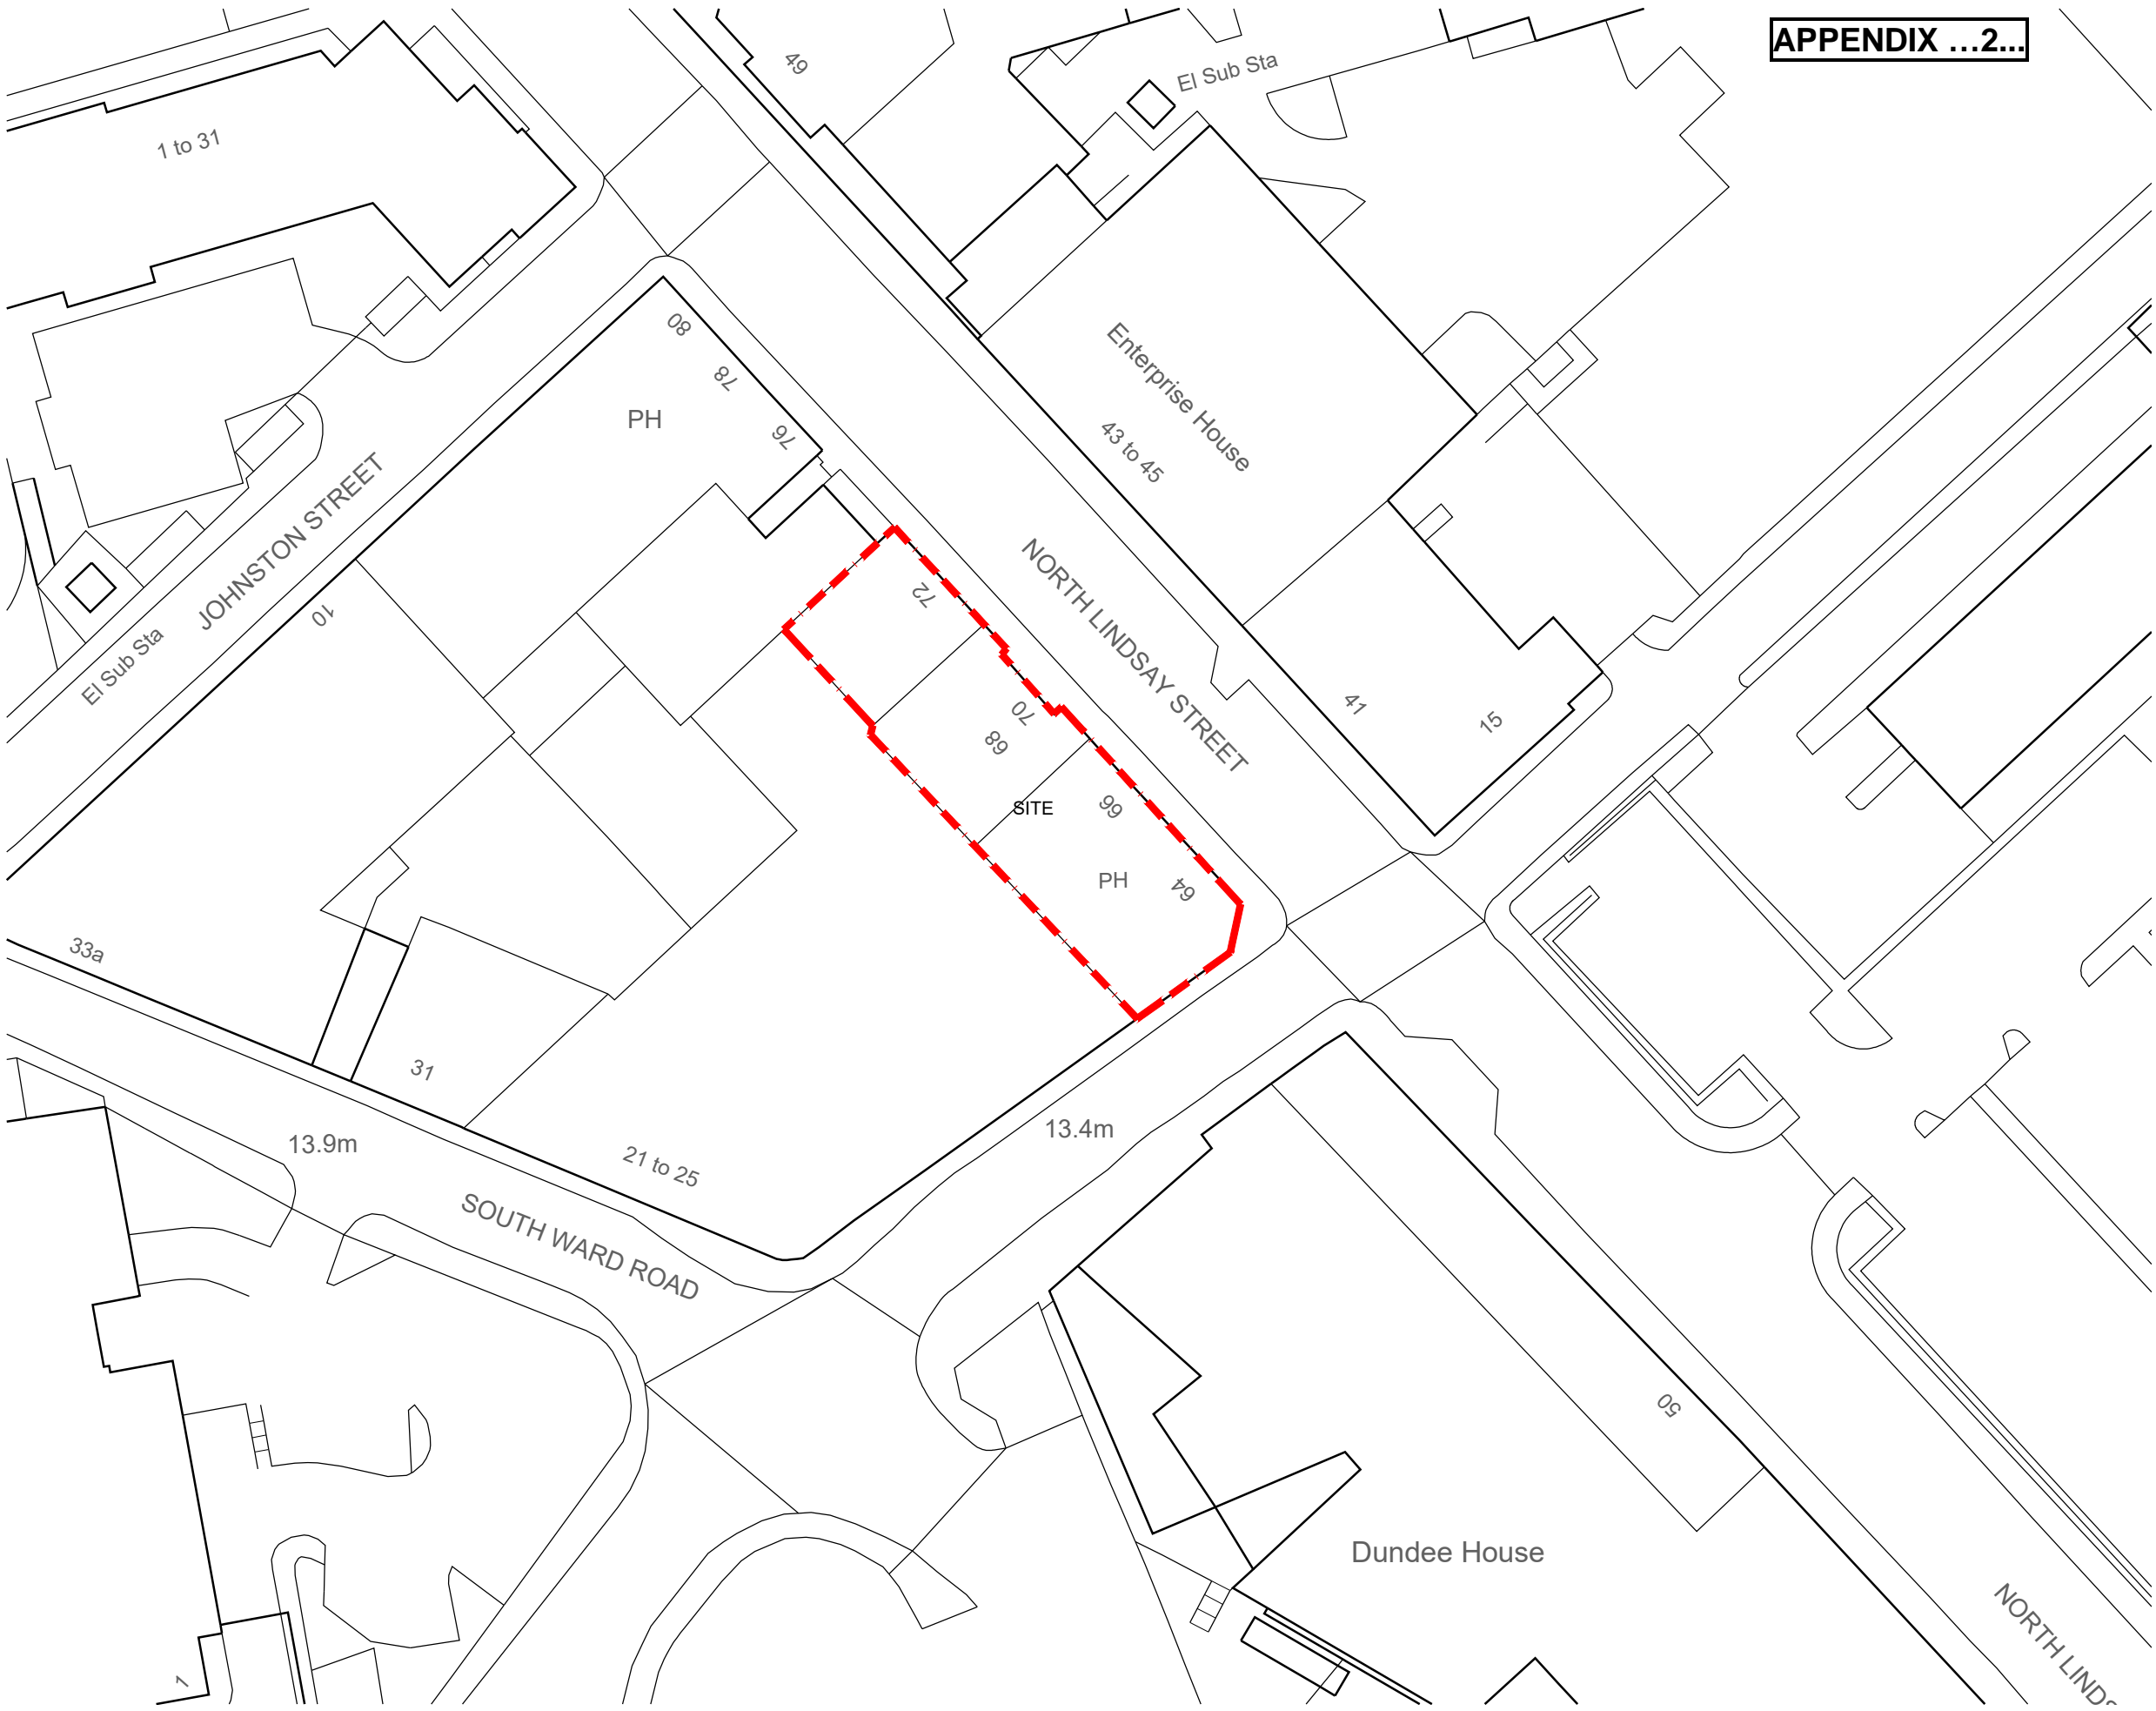 APPENDIX ...2...
49
El Sub Sta
1 to 31
80
78
76
PH
Enterprise House
43 to 45
JOHNSTON STREET
10
El Sub Sta
NORTH LINDSAY STREET
72
70
68
41
15
SITE
66
PH
64
33a
31
13.9m
13.4m
21 to 25
SOUTH WARD ROAD
50
Dundee House
NORTH LINDS
1